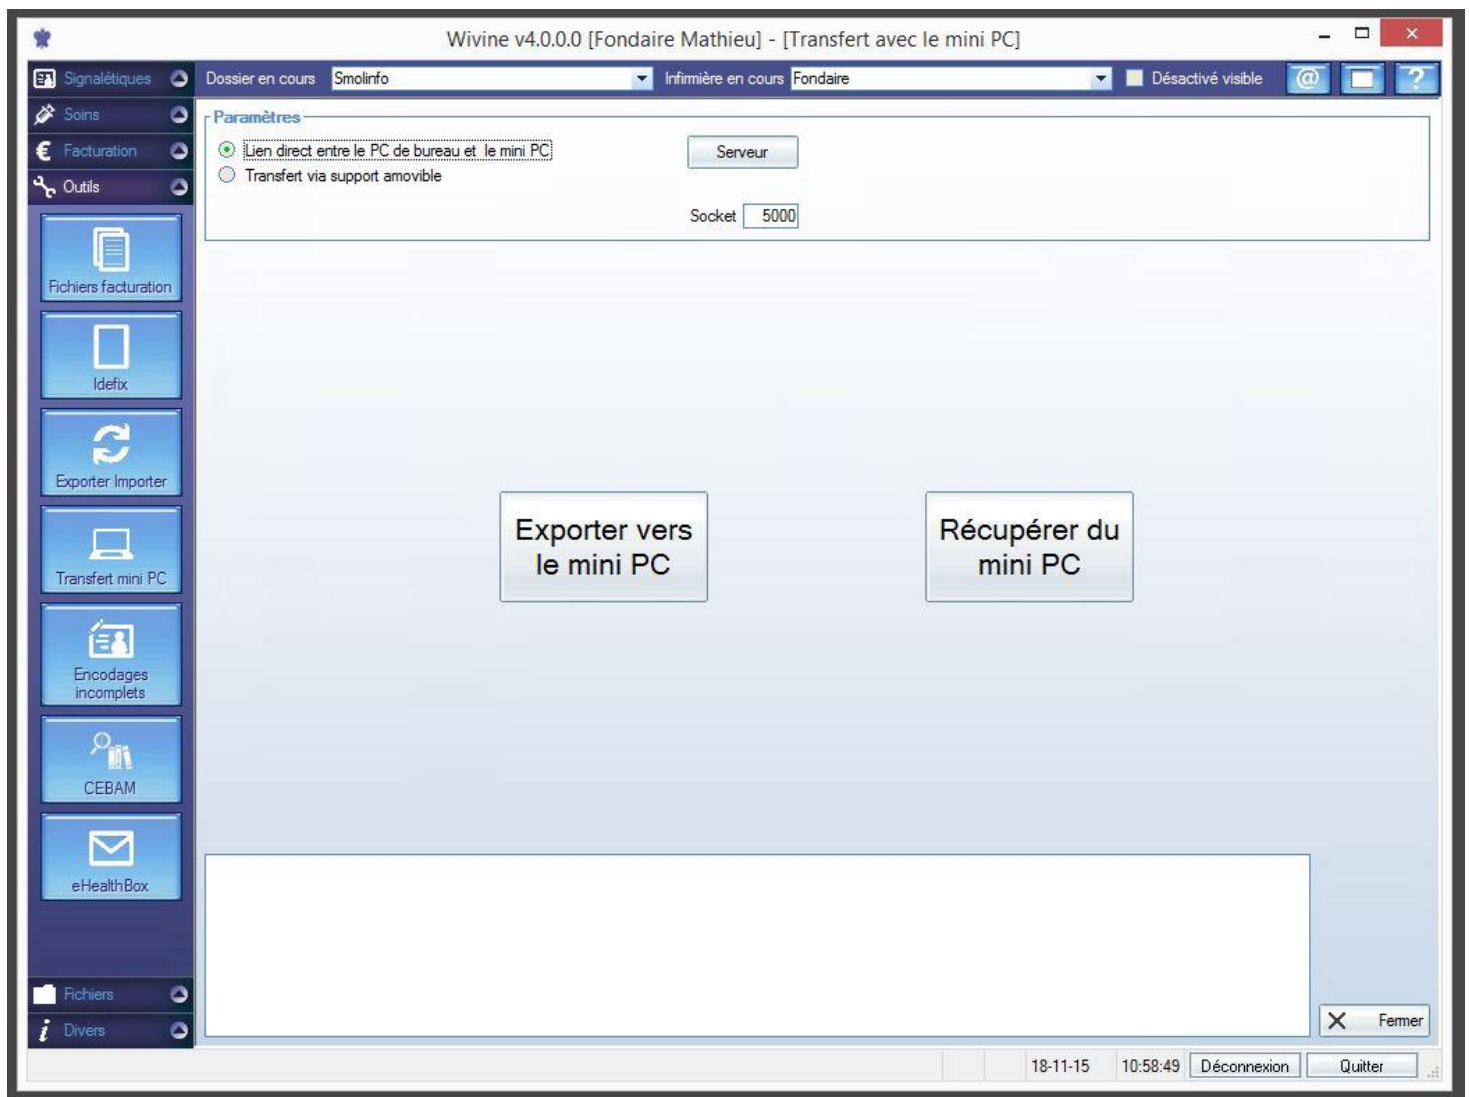 Wivine v4.0.0.0 [Fondaire Mathieu] - [Transfert avec le mini PC]
Signalétiques
Dossier en cours Smolinfo Infirmière en cours Fondaire Désactivé visible @ ?
Soins
Facturation
Outils
Paramètres
Lien direct entre le PC de bureau et le mini PC
Serveur
Transfert via support amovible
Socket 5000
Fichiers facturation
Idefix
Exporter Importer
Transfert mini PC
Encodages
incomplets
CEBAM
eHealthBox
Exporter vers
le mini PC
Récupérer du
mini PC
Fichiers
Divers
Fermer
18-11-15 10:58:49 Déconnexion Quitter